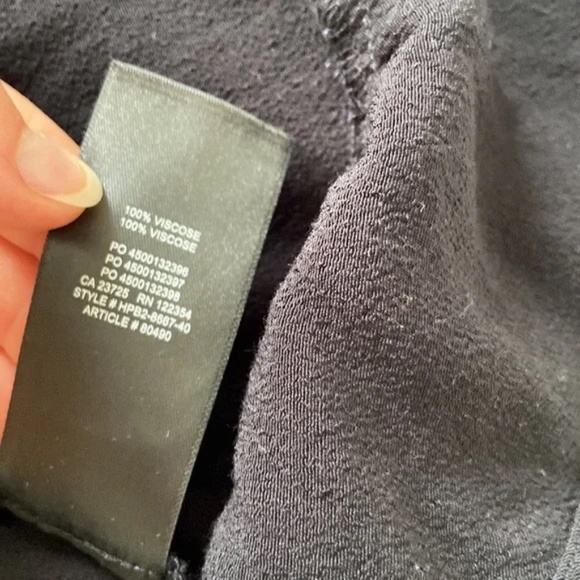 100% VISCOSE
100% VISCOSE
PO 4500132396
PO 4500132397
PO 4500132398
CA 23725 RN 122354
STYLE # HPB2-8667-40
ARTICLE # 80490